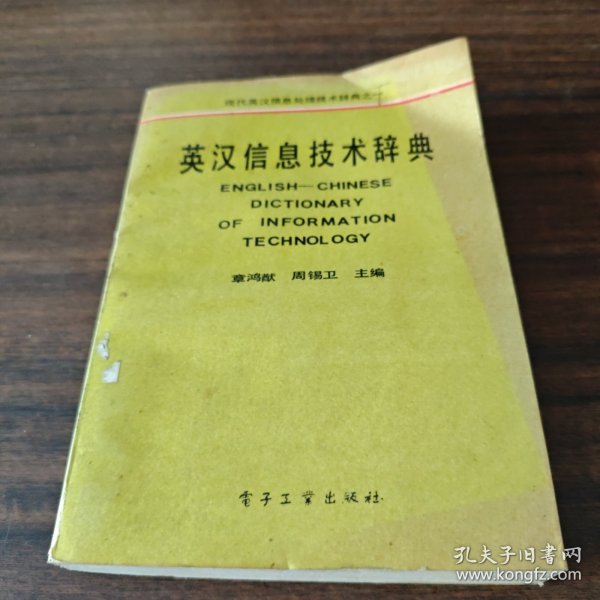 现代英汉信息处理技术辞典之一
英汉信息技术辞典
ENGLISH—CHINESE
DICTIONARY
OF INFORMATION
TECHNOLOGY
章鸿猷 周锡卫 主编
電子工業出版社
孔夫子旧書网
www.kongfz.com